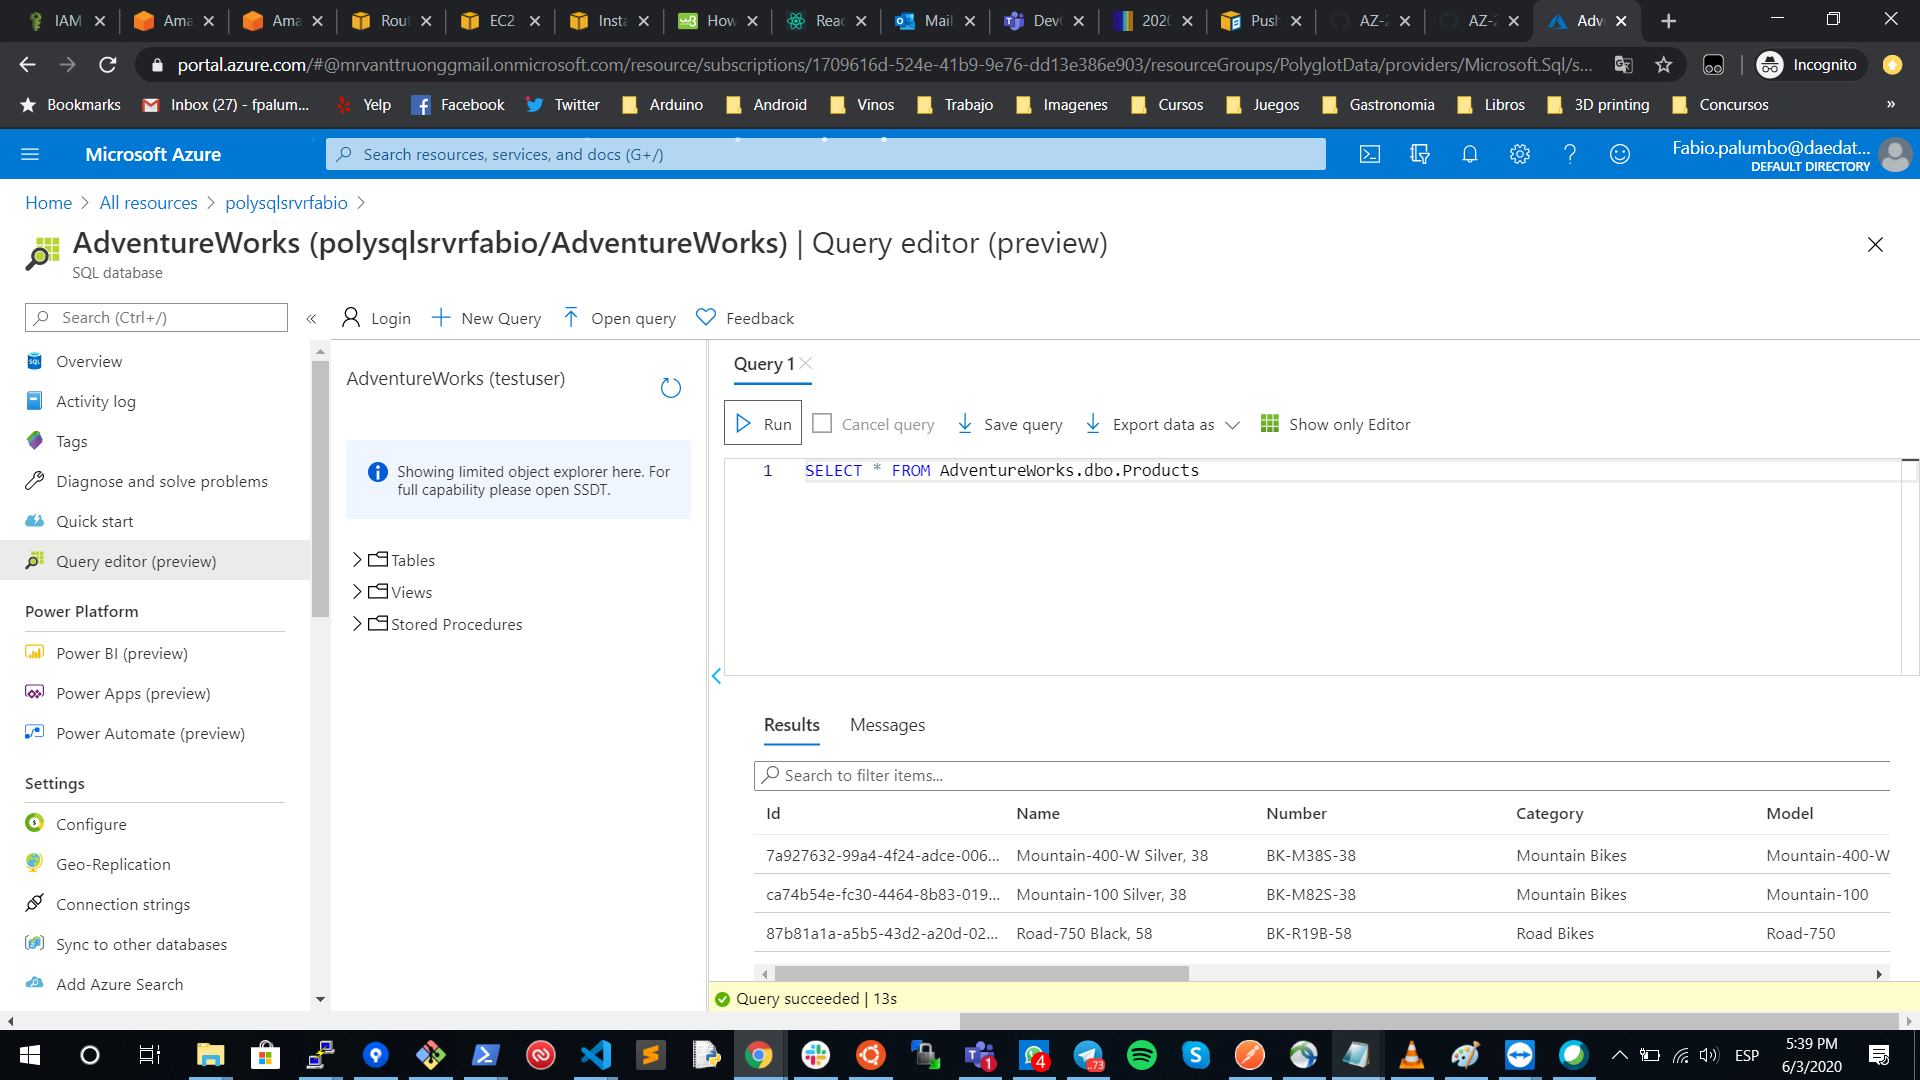 IAM
Ama
Ama
Rout
EC2
Insta
How
Reac
Mail
Dev
2020
Push
AZ-2
AZ-2
Adv
portal.azure.com/#@mrvanttruonggmail.onmicrosoft.com/resource/subscriptions/1709616d-524e-41b9-9e76-dd13e386e903/resourceGroups/PolyglotData/providers/Microsoft.Sql/s...
Incognito
Bookmarks
Inbox (27) - fpalum...
Yelp
Facebook
Twitter
Arduino
Android
Vinos
Trabajo
Imagenes
Cursos
Juegos
Gastronomia
Libros
3D printing
Concursos
»
Microsoft Azure
Search resources, services, and docs (G+/)
Fabio.palumbo@daedat...
DEFAULT DIRECTORY
Home > All resources > polysqlsrvrfabio >
AdventureWorks (polysqlsrvrfabio/AdventureWorks) | Query editor (preview)
SQL database
Search (Ctrl+/)
«
Login
New Query
Open query
Feedback
Overview
Activity log
Tags
Diagnose and solve problems
Quick start
Query editor (preview)
Power Platform
Power BI (preview)
Power Apps (preview)
Power Automate (preview)
Settings
Configure
Geo-Replication
Connection strings
Sync to other databases
Add Azure Search
AdventureWorks (testuser)
Showing limited object explorer here. For
full capability please open SSDT.
Tables
Views
Stored Procedures
Query 1
Run
Cancel query
Save query
Export data as
Show only Editor
1 SELECT * FROM AdventureWorks.dbo.Products
Results Messages
Search to filter items...
Id Name Number Category Model
7a927632-99a4-4f24-adce-006... Mountain-400-W Silver, 38 BK-M38S-38 Mountain Bikes Mountain-400-W
ca74b54e-fc30-4464-8b83-019... Mountain-100 Silver, 38 BK-M82S-38 Mountain Bikes Mountain-100
87b81a1a-a5b5-43d2-a20d-02... Road-750 Black, 58 BK-R19B-58 Road Bikes Road-750
Query succeeded | 13s
1
4
..73
ESP
5:39 PM
6/3/2020